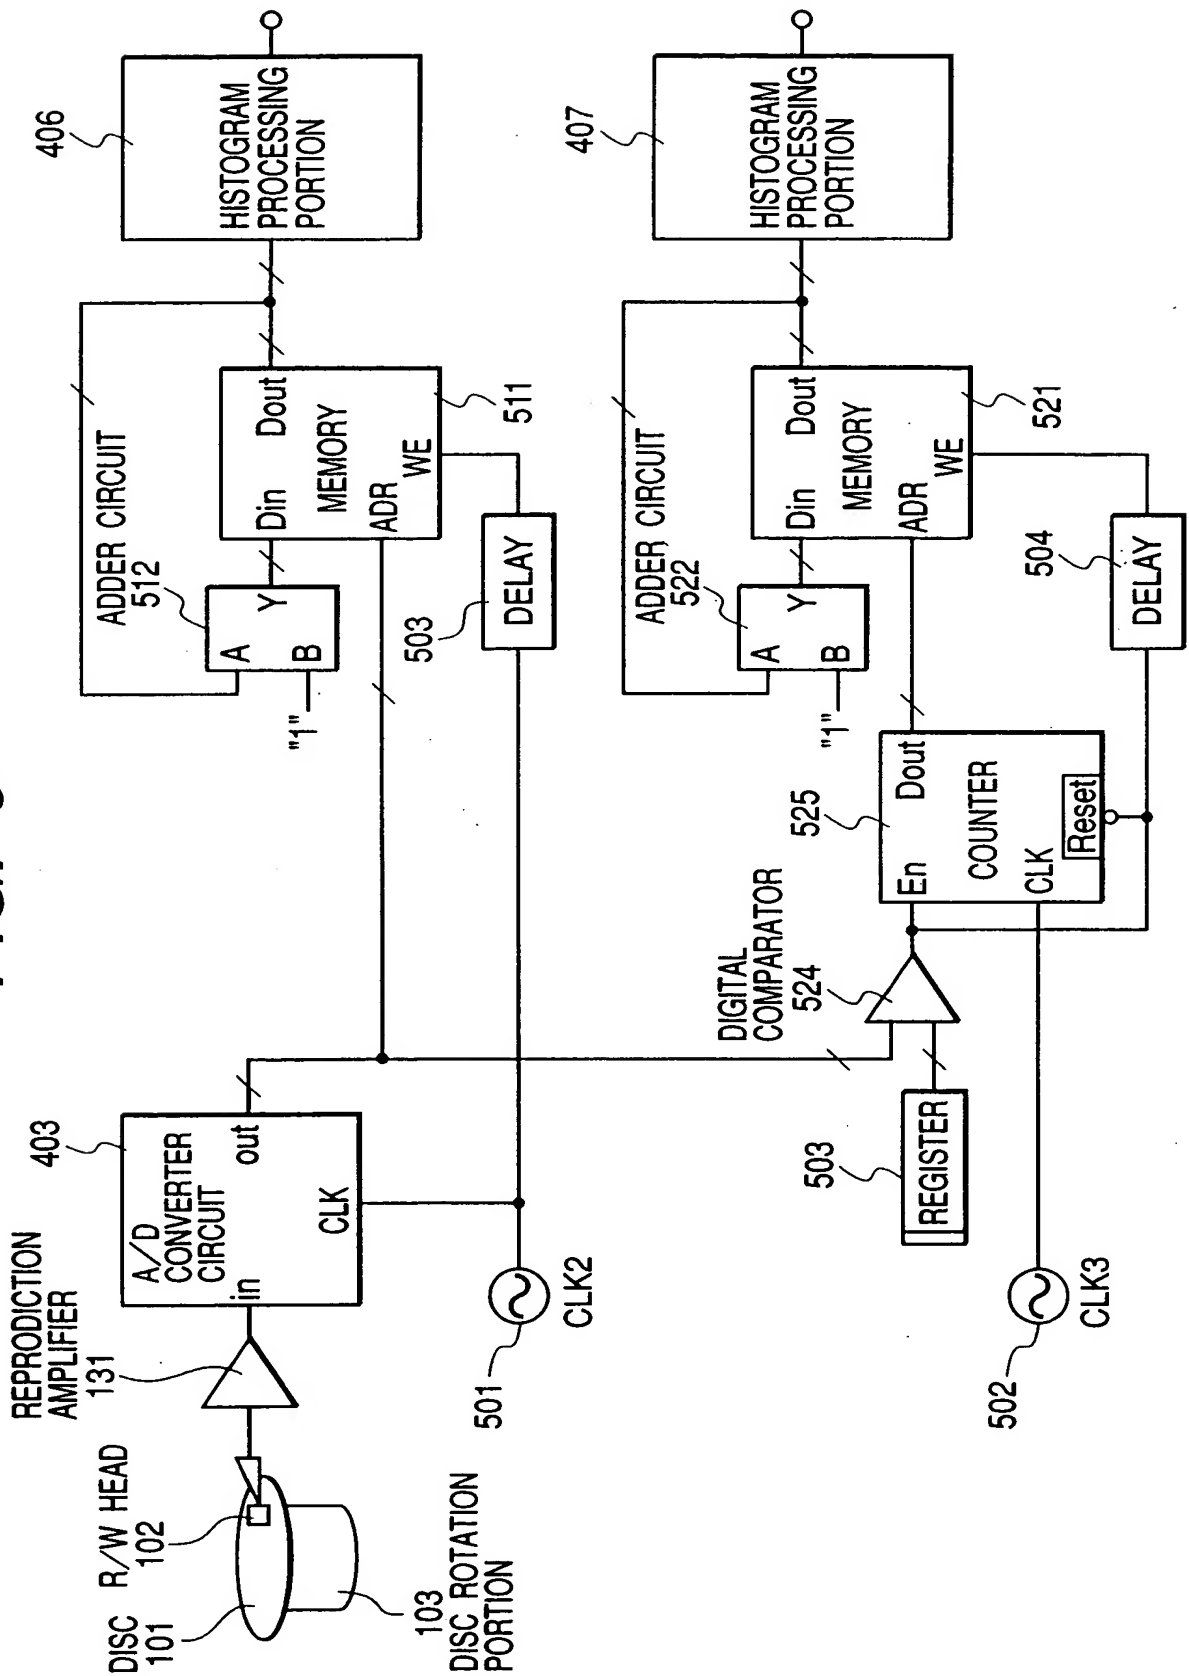 REPRODICTION
AMPLIFIER
131
DISC
101
R/W HEAD
102
103
DISC ROTATION
PORTION
403
A/D
CONVERTER
CIRCUIT
in
out
CLK
501
CLK2
ADDER CIRCUIT
512
A
B
Y
"1"
Din
Dout
MEMORY
ADR
WE
511
503
DELAY
406
HISTOGRAM
PROCESSING
PORTION
DIGITAL
COMPARATOR
524
503
REGISTER
502
CLK3
525
En
Dout
COUNTER
CLK
Reset
ADDER CIRCUIT
522
A
B
Y
"1"
Din
Dout
MEMORY
ADR
WE
521
504
DELAY
407
HISTOGRAM
PROCESSING
PORTION